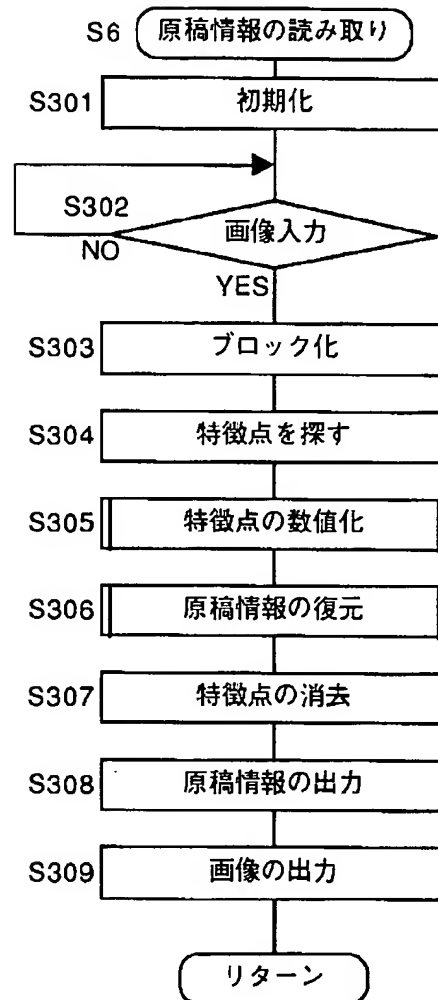 S6 原稿情報の読み取り
S301 初期化
S302
画像入力
NO
YES
S303 ブロック化
S304 特徴点を探す
S305 特徴点の数値化
S306 原稿情報の復元
S307 特徴点の消去
S308 原稿情報の出力
S309 画像の出力
リターン